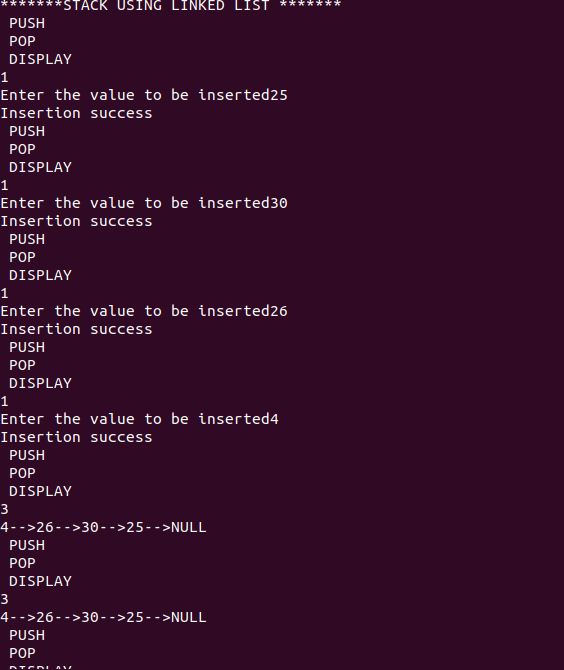 *******STACK USING LINKED LIST *******
PUSH
POP
DISPLAY
1
Enter the value to be inserted25
Insertion success
PUSH
POP
DISPLAY
1
Enter the value to be inserted30
Insertion success
PUSH
POP
DISPLAY
1
Enter the value to be inserted26
Insertion success
PUSH
POP
DISPLAY
1
Enter the value to be inserted4
Insertion success
PUSH
POP
DISPLAY
3
4-->26-->30-->25-->NULL
PUSH
POP
DISPLAY
3
4-->26-->30-->25-->NULL
PUSH
POP
DISPLAY